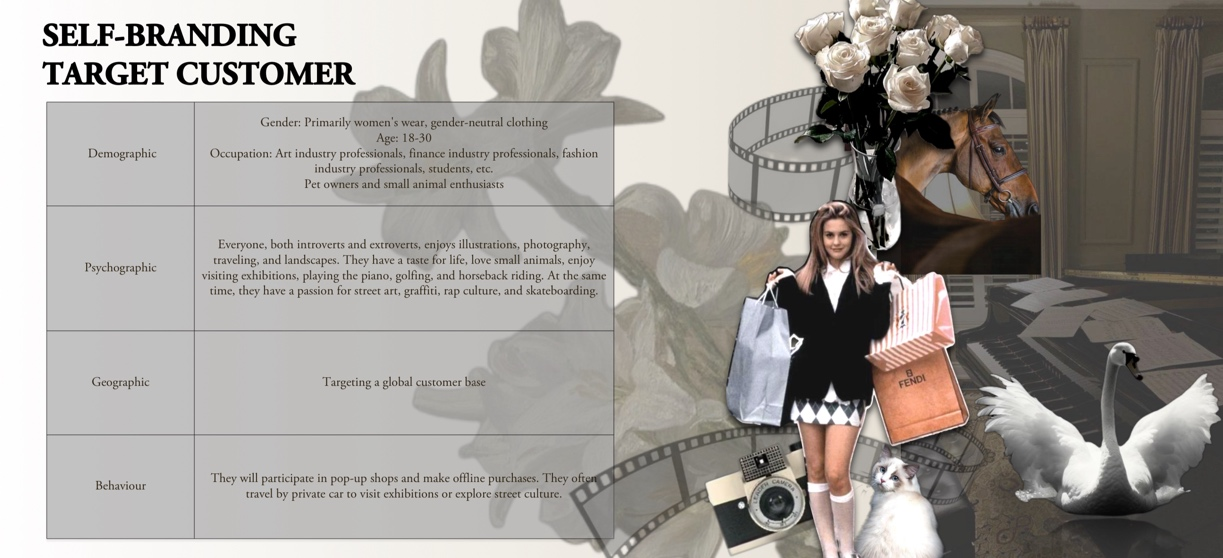 SELF-BRANDING
TARGET CUSTOMER
Demographic
Gender: Primarily women's wear, gender-neutral clothing
Age: 18-30
Occupation: Art industry professionals, finance industry professionals, fashion
industry professionals, students, etc.
Pet owners and small animal enthusiasts
Psychographic
Everyone, both introverts and extroverts, enjoys illustrations, photography,
traveling, and landscapes. They have a taste for life, love small animals, enjoy
visiting exhibitions, playing the piano, golfing, and horseback riding. At the same
time, they have a passion for street art, graffiti, rap culture, and skateboarding.
Geographic
Targeting a global customer base
Behaviour
They will participate in pop-up shops and make offline purchases. They often
travel by private car to visit exhibitions or explore street culture.
FENDI